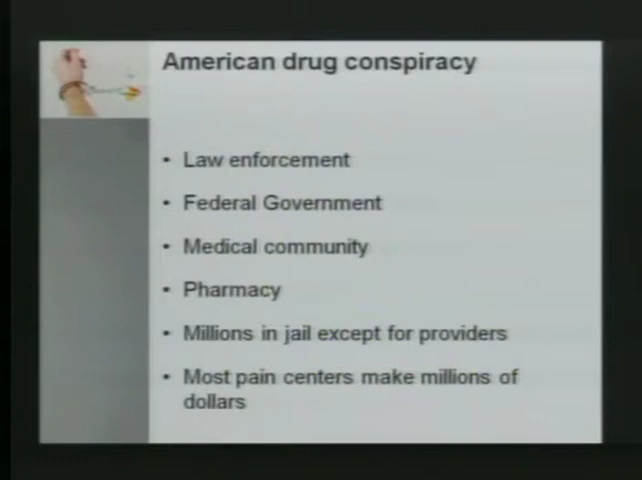 American drug conspiracy
• Law enforcement
• Federal Government
• Medical community
• Pharmacy
• Millions in jail except for providers
• Most pain centers make millions of
dollars